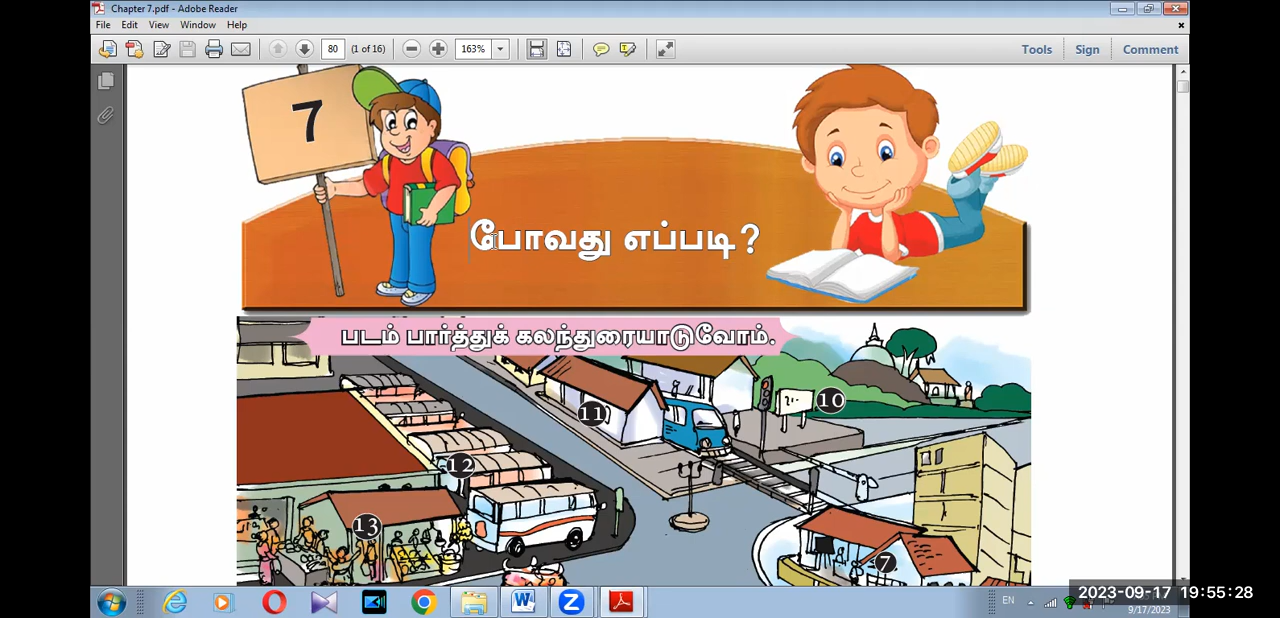 Chapter 7.pdf - Adobe Reader
File Edit View Window Help
80 (1 of 16) 163% Tools Sign Comment
7
போவது எப்படி?
படம் பார்த்துக் கலந்துரையாடுவோம்.
10
11
12
13
7
EN
2023-09-17 19:55:28
9/17/2023